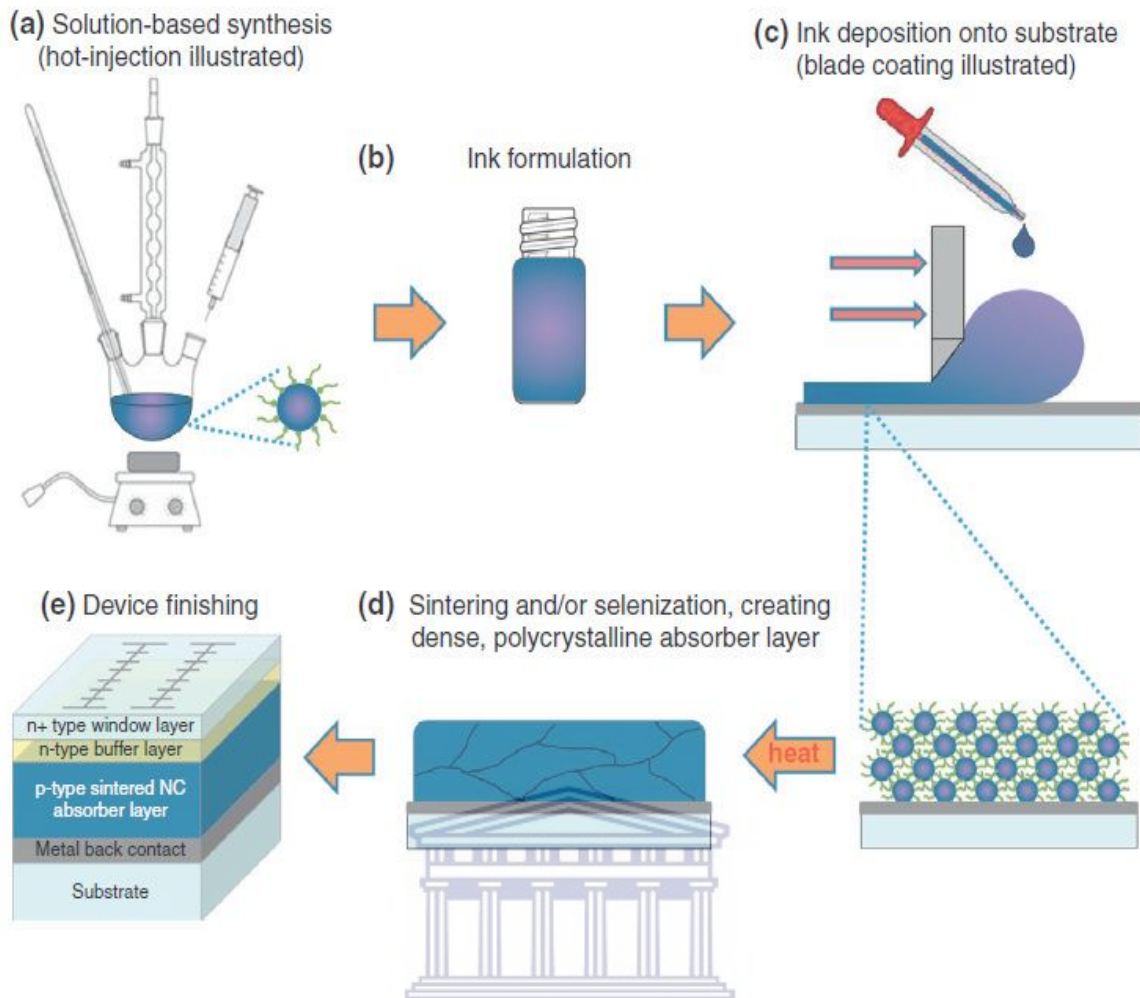 (a) Solution-based synthesis
(hot-injection illustrated)
(b) Ink formulation
(c) Ink deposition onto substrate
(blade coating illustrated)
(d) Sintering and/or selenization, creating
dense, polycrystalline absorber layer
heat
(e) Device finishing
n+ type window layer
n-type buffer layer
p-type sintered NC
absorber layer
Metal back contact
Substrate